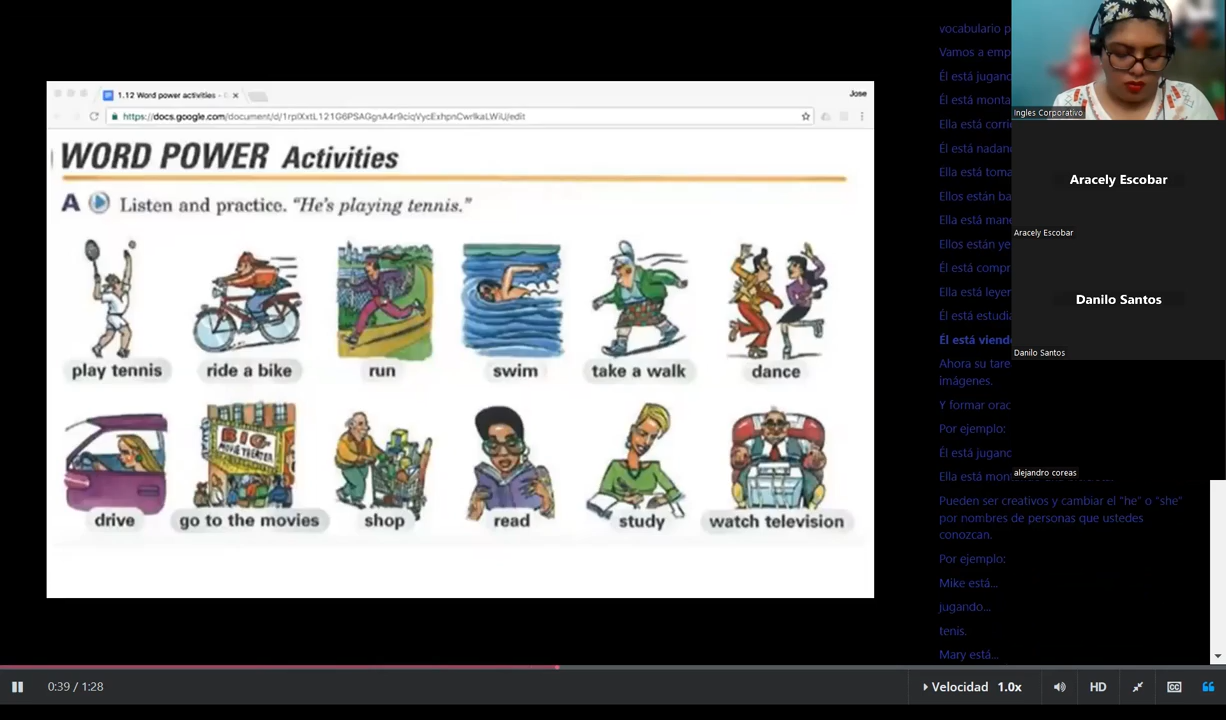 1.12 Word power activities -
Jose
https://docs.google.com/document/d/1rplXxtL121G6PSAGgnA4r9ciqVycExhpnCwrlkaLWiU/edit
WORD POWER Activities
A Listen and practice. "He's playing tennis."
play tennis
ride a bike
run
swim
take a walk
dance
BIG
MOVIE THEATER
drive
go to the movies
shop
read
study
watch television
vocabulario
Vamos a emp
Él está jugand
Él está monta
Ella está corri
Él está nadan
Ella está toma
Ellos están ba
Ella está mane
Ellos están ye
Él está compr
Ella está leyer
Él está estudi
Él está viend
Ahora su tare
imágenes.
Y formar orac
Por ejemplo:
Él está jugand
Ella está mon
Pueden ser creativos y cambiar el "he" o "she"
por nombres de personas que ustedes
conozcan.
Por ejemplo:
Mike está...
jugando...
tenis.
Mary está...
Ingles Corporativo
Aracely Escobar
Aracely Escobar
Danilo Santos
Danilo Santos
alejandro coreas
0:39 / 1:28
Velocidad 1.0x
HD
CC